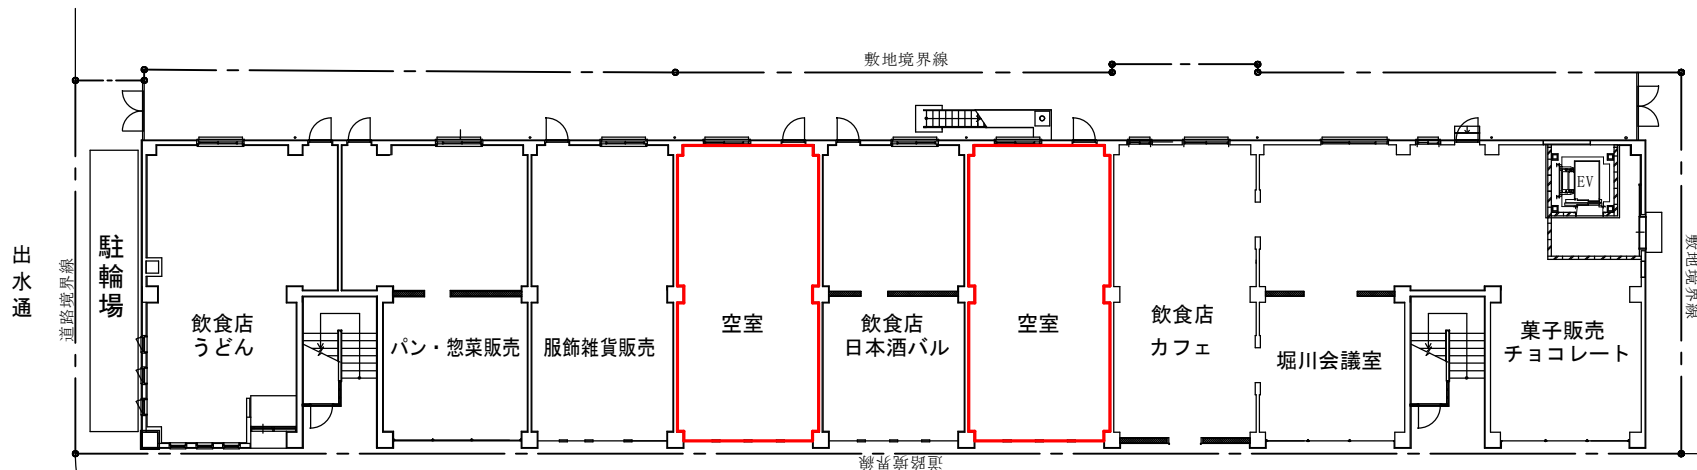 敷地境界線
出水通
道路境界線
駐輪場
飲食店
うどん
パン・惣菜販売
服飾雑貨販売
空室
飲食店
日本酒バル
空室
飲食店
カフェ
堀川会議室
EV
菓子販売
チョコレート
敷地境界線
道路境界線